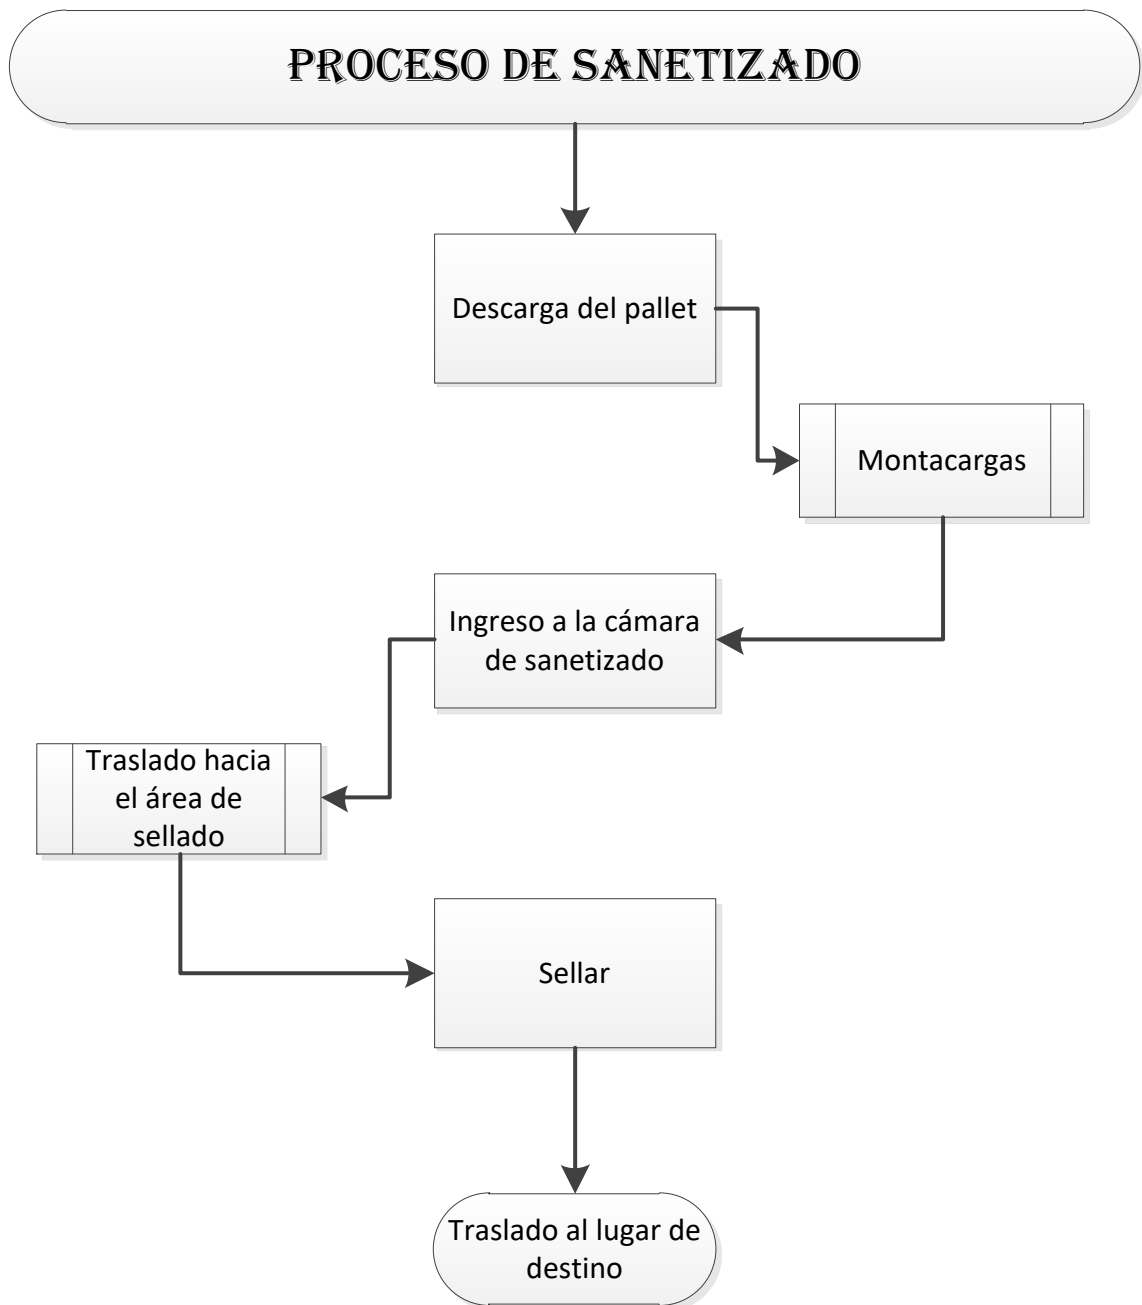 PROCESO DE SANETIZADO
Descarga del pallet
Montacargas
Ingreso a la cámara
de sanetizado
Traslado hacia
el área de
sellado
Sellar
Traslado al lugar de
destino